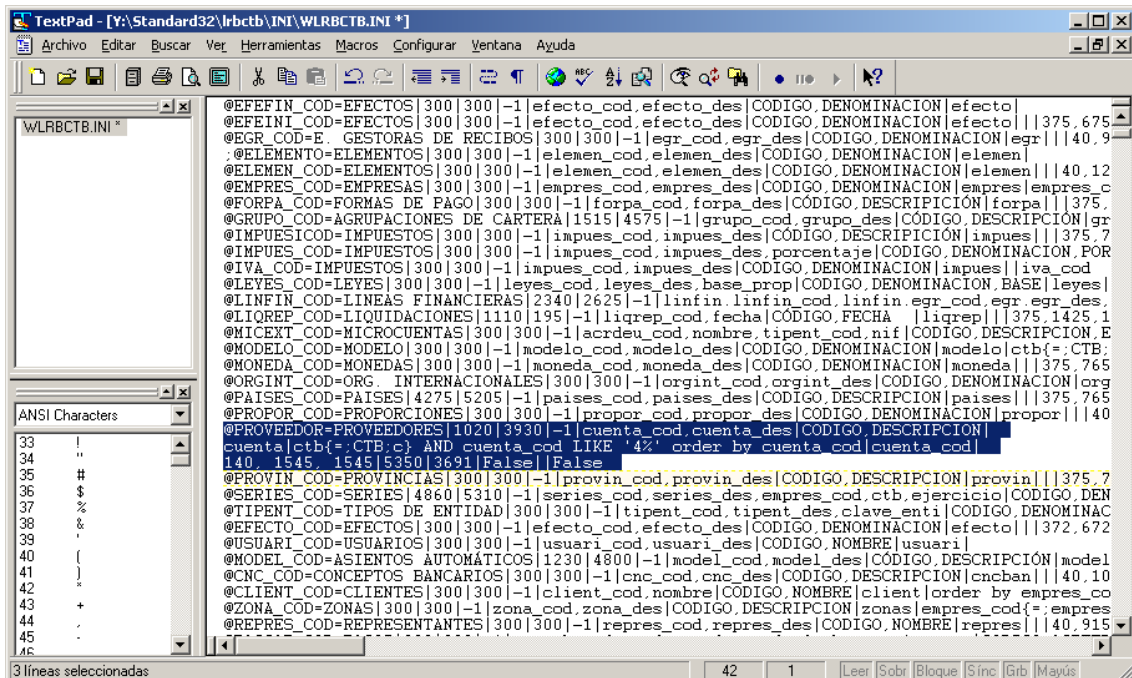 TextPad - [Y:\Standard32\lrbctb\INI\WLRBCTB.INI *]
Archivo Editar Buscar Ver Herramientas Macros Configurar Ventana Ayuda
WLRBCTB.INI *
@EFEFIN_COD=EFECTOS|300|300|-1|efecto_cod,efecto_des|CODIGO,DENOMINACION|efecto|
@EFEINI_COD=EFECTOS|300|300|-1|efecto_cod,efecto_des|CODIGO,DENOMINACION|efecto|||375,675
@EGR_COD=E. GESTORAS DE RECIBOS|300|300|-1|egr_cod,egr_des|CODIGO,DENOMINACION|egr|||40,9
;@ELEMENTO=ELEMENTOS|300|300|-1|elemen_cod,elemen_des|CODIGO,DENOMINACION|elemen|
@ELEMEN_COD=ELEMENTOS|300|300|-1|elemen_cod,elemen_des|CODIGO,DENOMINACION|elemen|||40,12
@EMPRES_COD=EMPRESAS|300|300|-1|empres_cod,empres_des|CODIGO,DENOMINACION|empres|empres_c
@FORPA_COD=FORMAS DE PAGO|300|300|-1|forpa_cod,forpa_des|CÓDIGO,DESCRIPICIÓN|forpa|||375,
@GRUPO_COD=AGRUPACIONES DE CARTERA|1515|4575|-1|grupo_cod,grupo_des|CÓDIGO,DESCRIPCIÓN|gr
@IMPUESICOD=IMPUESTOS|300|300|-1|impues_cod,impues_des|CÓDIGO,DESCRIPICIÓN|impues|||375,7
@IMPUES_COD=IMPUESTOS|300|300|-1|impues_cod,impues_des,porcentaje|CODIGO,DENOMINACION,POR
@IVA_COD=IMPUESTOS|300|300|-1|impues_cod,impues_des|CODIGO,DENOMINACION|impues||iva_cod
@LEYES_COD=LEYES|300|300|-1|leyes_cod,leyes_des,base_prop|CODIGO,DENOMINACION,BASE|leyes|
@LINFIN_COD=LINEAS FINANCIERAS|2340|2625|-1|linfin.linfin_cod,linfin.egr_cod,egr.egr_des,
@LIQREP_COD=LIQUIDACIONES|1110|195|-1|liqrep_cod,fecha|CÓDIGO,FECHA |liqrep|||375,1425,1
@MICEXT_COD=MICROCUENTAS|300|300|-1|acrdeu_cod,nombre,tipent_cod,nif|CODIGO,DESCRIPCION,E
@MODELO_COD=MODELO|300|300|-1|modelo_cod,modelo_des|CODIGO,DENOMINACION|modelo|ctb{=;CTB;
@MONEDA_COD=MONEDAS|300|300|-1|moneda_cod,moneda_des|CODIGO,DENOMINACION|moneda|||375,765
@ORGINT_COD=ORG. INTERNACIONALES|300|300|-1|orgint_cod,orgint_des|CODIGO,DENOMINACION|org
@PAISES_COD=PAISES|4275|5205|-1|paises_cod,paises_des|CODIGO,DENOMINACION|paises|||375,765
@PROPOR_COD=PROPORCIONES|300|300|-1|propor_cod,propor_des|CODIGO,DENOMINACION|propor|||40
@PROVEEDOR=PROVEEDORES|1020|3930|-1|cuenta_cod,cuenta_des|CODIGO,DESCRIPCION|
cuenta|ctb{=;CTB;c} AND cuenta_cod LIKE '4%' order by cuenta_cod|cuenta_cod|
140, 1545, 1545|5350|3691|False||False
@PROVIN_COD=PROVINCIAS|300|300|-1|provin_cod,provin_des|CODIGO,DESCRIPCION|provin|||375,7
@SERIES_COD=SERIES|4860|5310|-1|series_cod,series_des,empres_cod,ctb,ejercicio|CODIGO,DEN
@TIPENT_COD=TIPOS DE ENTIDAD|300|300|-1|tipent_cod,tipent_des,clave_enti|CODIGO,DENOMINAC
@EFECTO_COD=EFECTOS|300|300|-1|efecto_cod,efecto_des|CODIGO,DENOMINACION|efecto|||372,672
@USUARI_COD=USUARIOS|300|300|-1|usuari_cod,usuari_des|CODIGO,NOMBRE|usuari|
@MODEL_COD=ASIENTOS AUTOMÁTICOS|1230|4800|-1|model_cod,model_des|CÓDIGO,DESCRIPCIÓN|model
@CNC_COD=CONCEPTOS BANCARIOS|300|300|-1|cnc_cod,cnc_des|CODIGO,DESCRIPCION|cncban|||40,10
@CLIENT_COD=CLIENTES|300|300|-1|client_cod,nombre|CODIGO,NOMBRE|client|order by empres_co
@ZONA_COD=ZONAS|300|300|-1|zona_cod,zona_des|CODIGO,DESCRIPCION|zonas|empres_cod{=;empres
@REPRES_COD=REPRESENTANTES|300|300|-1|repres_cod,repres_des|CODIGO,NOMBRE|repres|||40,915
ANSI Characters
33 !
34 "
35 #
36 $
37 %
38 &
39 '
40 (
41 )
42 *
43 +
44 ,
45 -
46
3 líneas seleccionadas
42 1 Leer Sobr Bloque Sínc Grb Mayús